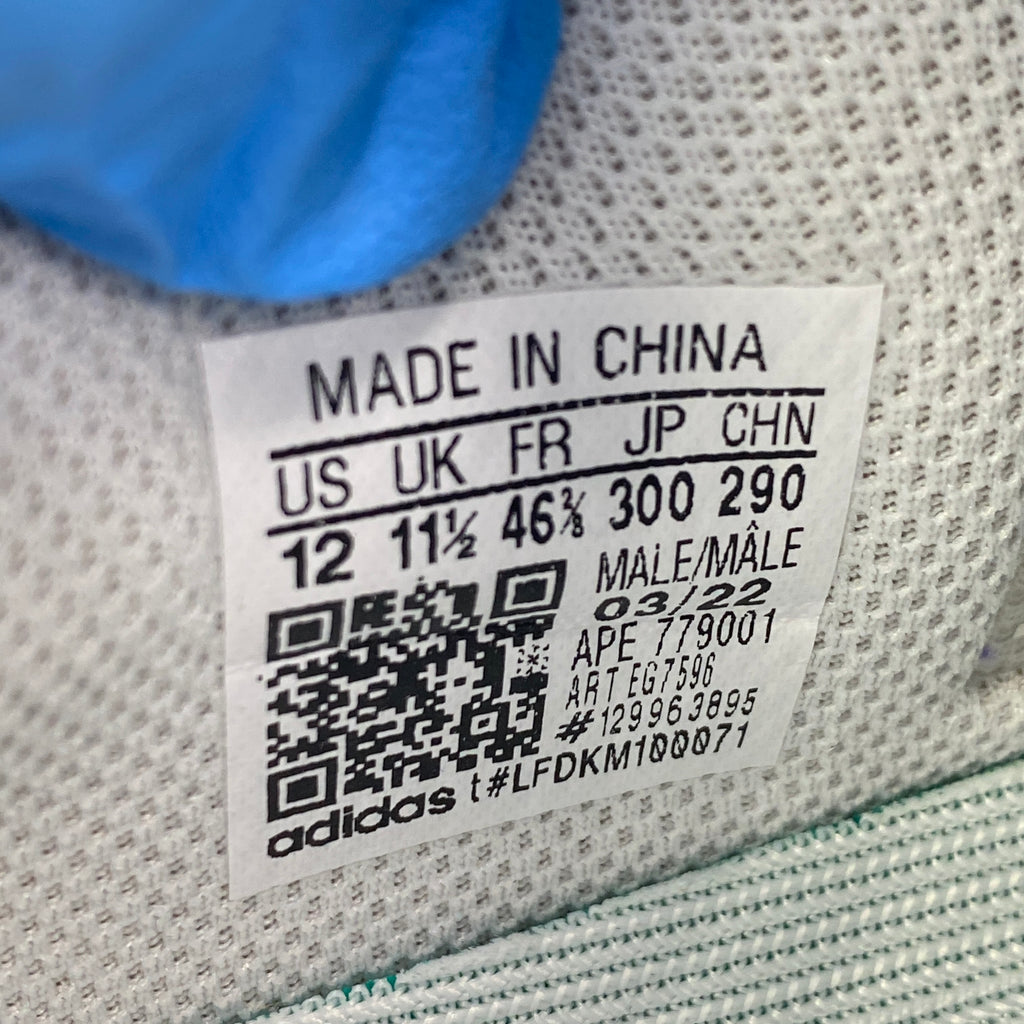 MADE IN CHINA
US UK FR JP CHN
12 11½ 46⅔ 300 290
MALE/MÂLE
03/22
APE 779001
ART EG7596
#129963895
adidas t#LFDKM100071